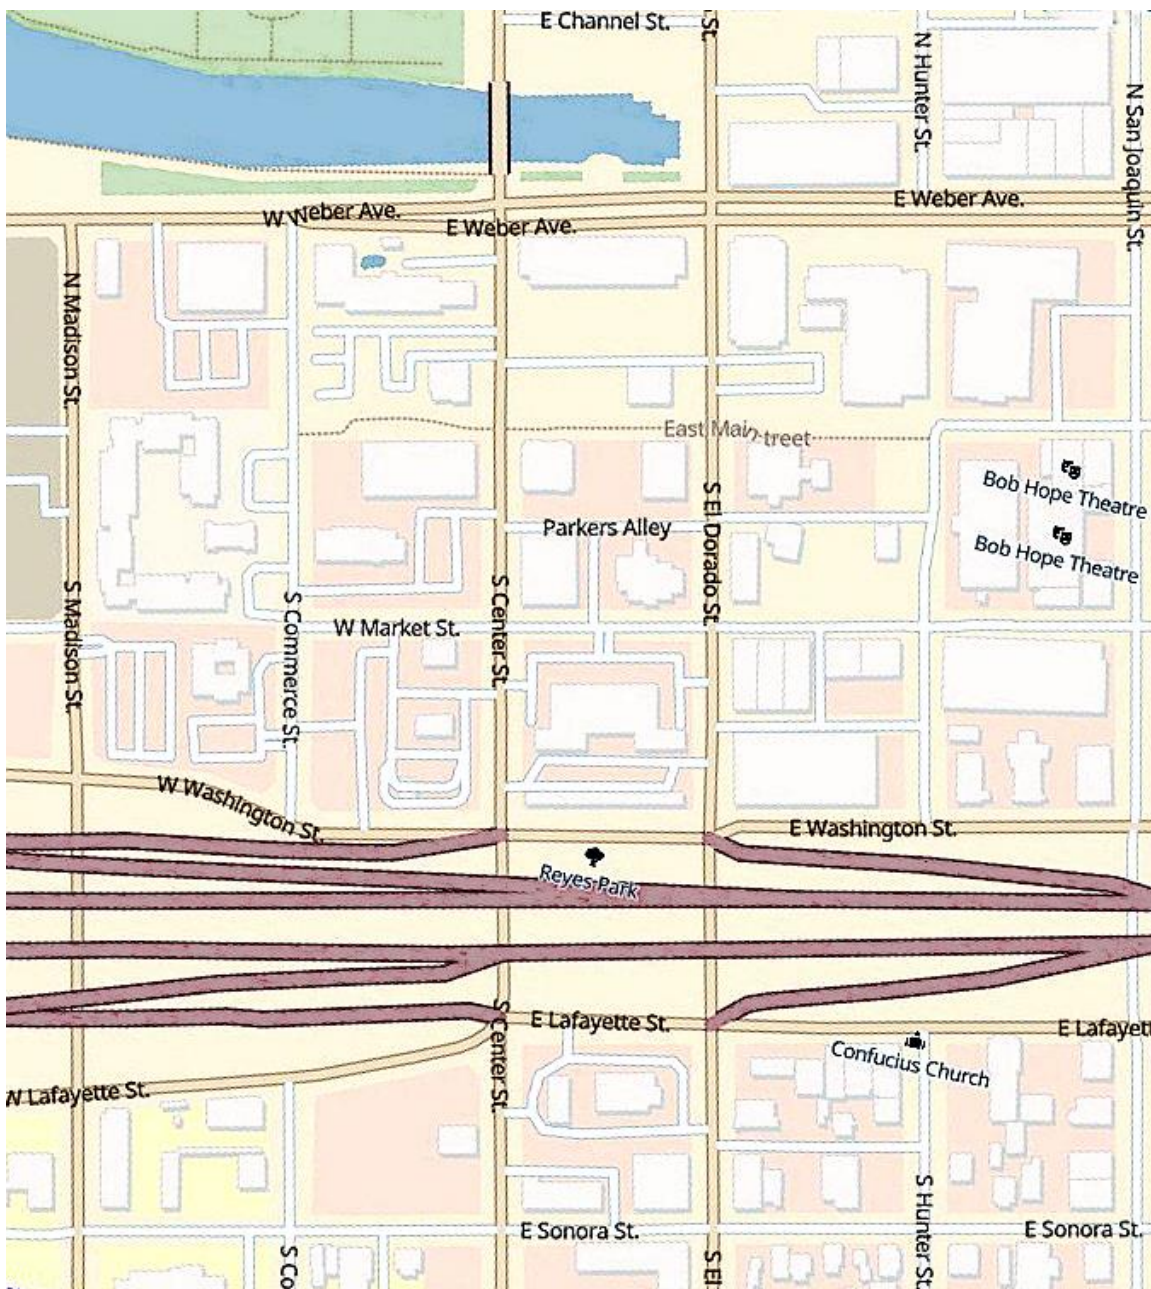 E Channel St.
St.
N Hunter St.
N San Joaquin St.
E Weber Ave.
W Weber Ave.
E Weber Ave.
N Madison St.
East Main treet
Bob Hope Theatre
S El Dorado St.
Parkers Alley
Bob Hope Theatre
S Madison St.
S Commerce St.
S Center St.
W Market St.
W Washington St.
E Washington St.
Reyes Park
S Center St.
E Lafayette St.
E Lafayett
Confucius Church
W Lafayette St.
S Hunter St.
E Sonora St.
E Sonora St.
S Co
S El